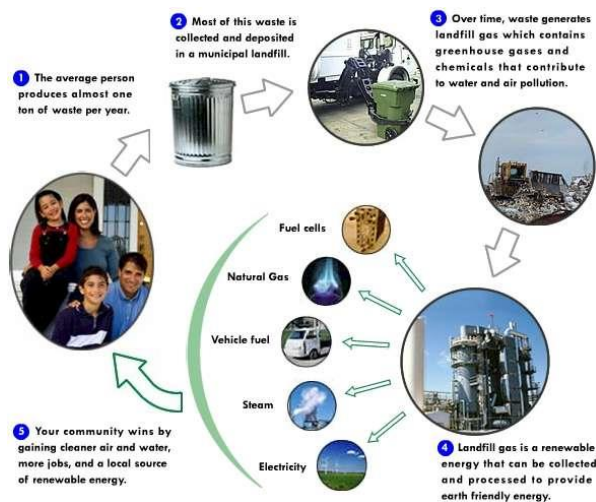 1 The average person
produces almost one
ton of waste per year.
2 Most of this waste is
collected and deposited
in a municipal landfill.
3 Over time, waste generates
landfill gas which contains
greenhouse gases and
chemicals that contribute
to water and air pollution.
Fuel cells
Natural Gas
Vehicle fuel
Steam
Electricity
4 Landfill gas is a renewable
energy that can be collected
and processed to provide
earth friendly energy.
5 Your community wins by
gaining cleaner air and water,
more jobs, and a local source
of renewable energy.